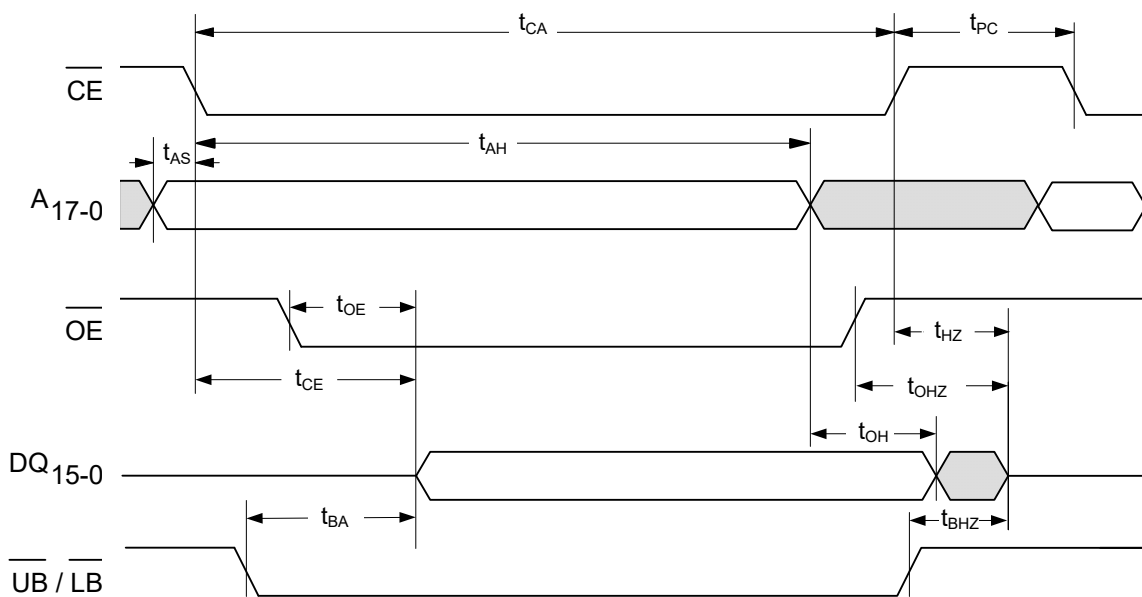 tCA
tPC
CE
tAS
tAH
A17-0
OE
tOE
tHZ
tCE
tOHZ
tOH
DQ15-0
tBA
tBHZ
UB / LB